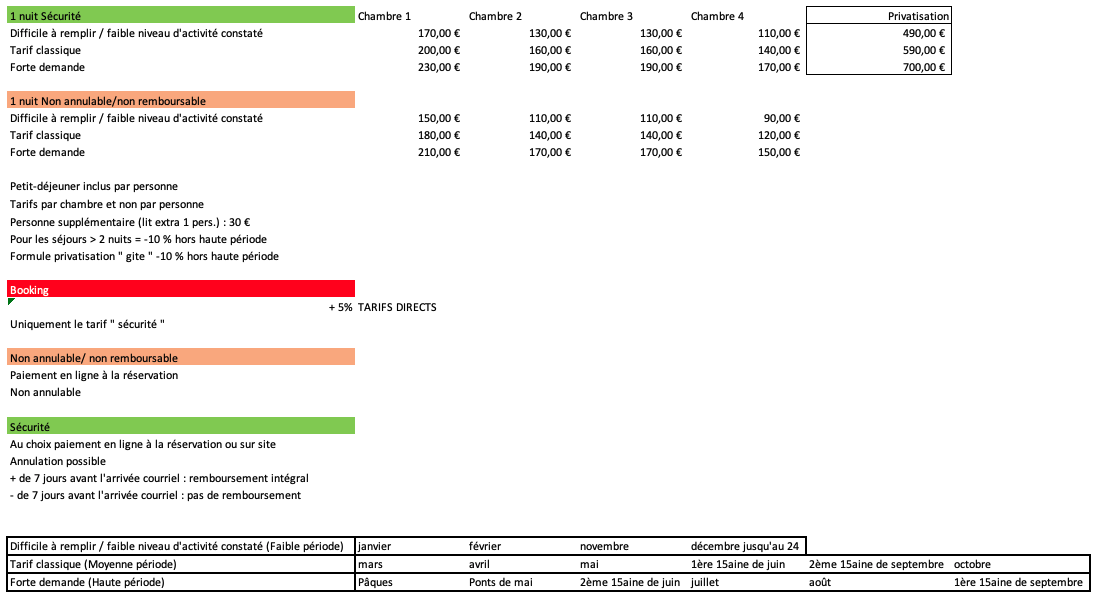 1 nuit Sécurité Chambre 1 Chambre 2 Chambre 3 Chambre 4 Privatisation
Difficile à remplir / faible niveau d'activité constaté 170,00 € 130,00 € 130,00 € 110,00 € 490,00 €
Tarif classique 200,00 € 160,00 € 160,00 € 140,00 € 590,00 €
Forte demande 230,00 € 190,00 € 190,00 € 170,00 € 700,00 €
1 nuit Non annulable/non remboursable
Difficile à remplir / faible niveau d'activité constaté 150,00 € 110,00 € 110,00 € 90,00 €
Tarif classique 180,00 € 140,00 € 140,00 € 120,00 €
Forte demande 210,00 € 170,00 € 170,00 € 150,00 €
Petit-déjeuner inclus par personne
Tarifs par chambre et non par personne
Personne supplémentaire (lit extra 1 pers.) : 30 €
Pour les séjours > 2 nuits = -10 % hors haute période
Formule privatisation " gite " -10 % hors haute période
Booking
+ 5% TARIFS DIRECTS
Uniquement le tarif " sécurité "
Non annulable/ non remboursable
Paiement en ligne à la réservation
Non annulable
Sécurité
Au choix paiement en ligne à la réservation ou sur site
Annulation possible
+ de 7 jours avant l'arrivée courriel : remboursement intégral
- de 7 jours avant l'arrivée courriel : pas de remboursement
Difficile à remplir / faible niveau d'activité constaté (Faible période) janvier février novembre décembre jusqu'au 24
Tarif classique (Moyenne période) mars avril mai 1ère 15aine de juin 2ème 15aine de septembre octobre
Forte demande (Haute période) Pâques Ponts de mai 2ème 15aine de juin juillet août 1ère 15aine de septembre